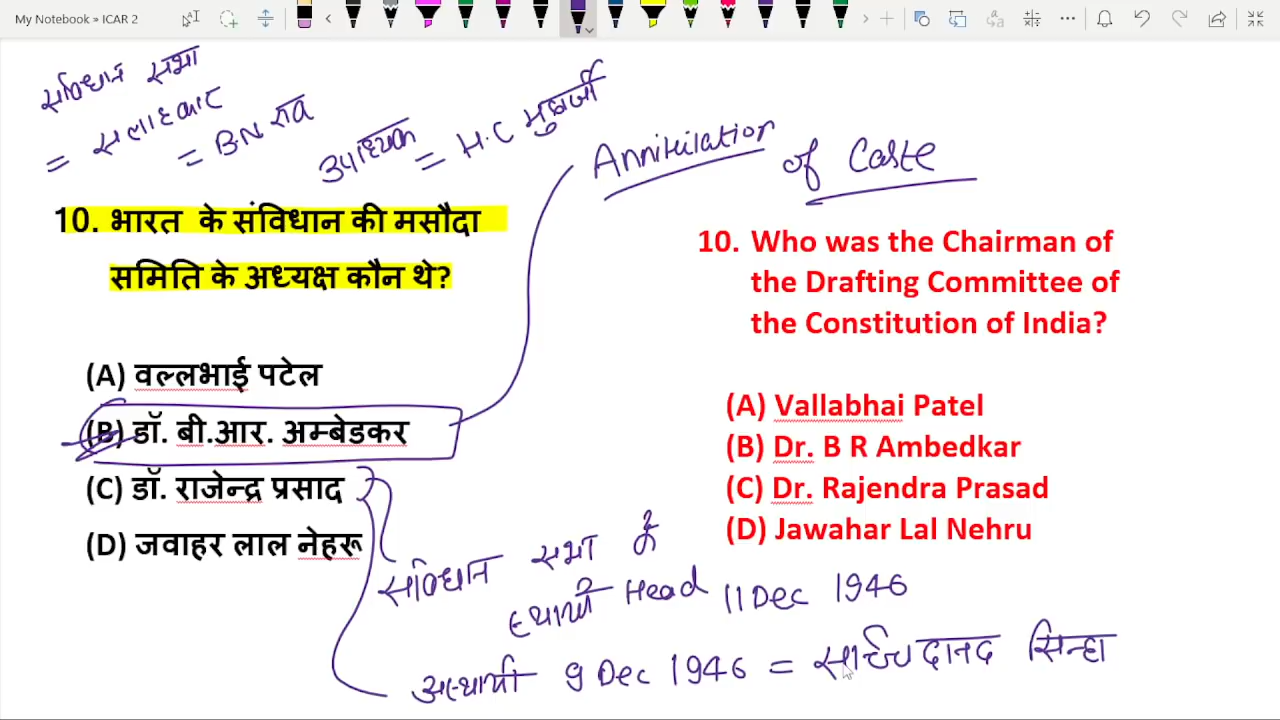 My Notebook » ICAR 2
संविधान सभा
= सलाहकार
= B.N राव
उपाध्यक्ष = H.C मुखर्जी
Annihilation of Caste
10. भारत के संविधान की मसौदा
समिति के अध्यक्ष कौन थे?
(A) वल्लभाई पटेल
(B) डॉ. बी.आर. अम्बेडकर
(C) डॉ. राजेन्द्र प्रसाद
(D) जवाहर लाल नेहरू
10. Who was the Chairman of
the Drafting Committee of
the Constitution of India?
(A) Vallabhai Patel
(B) Dr. B R Ambedkar
(C) Dr. Rajendra Prasad
(D) Jawahar Lal Nehru
संविधान सभा के
स्थायी Head 11 Dec 1946
अस्थायी 9 Dec 1946 = सच्चिदानंद सिन्हा